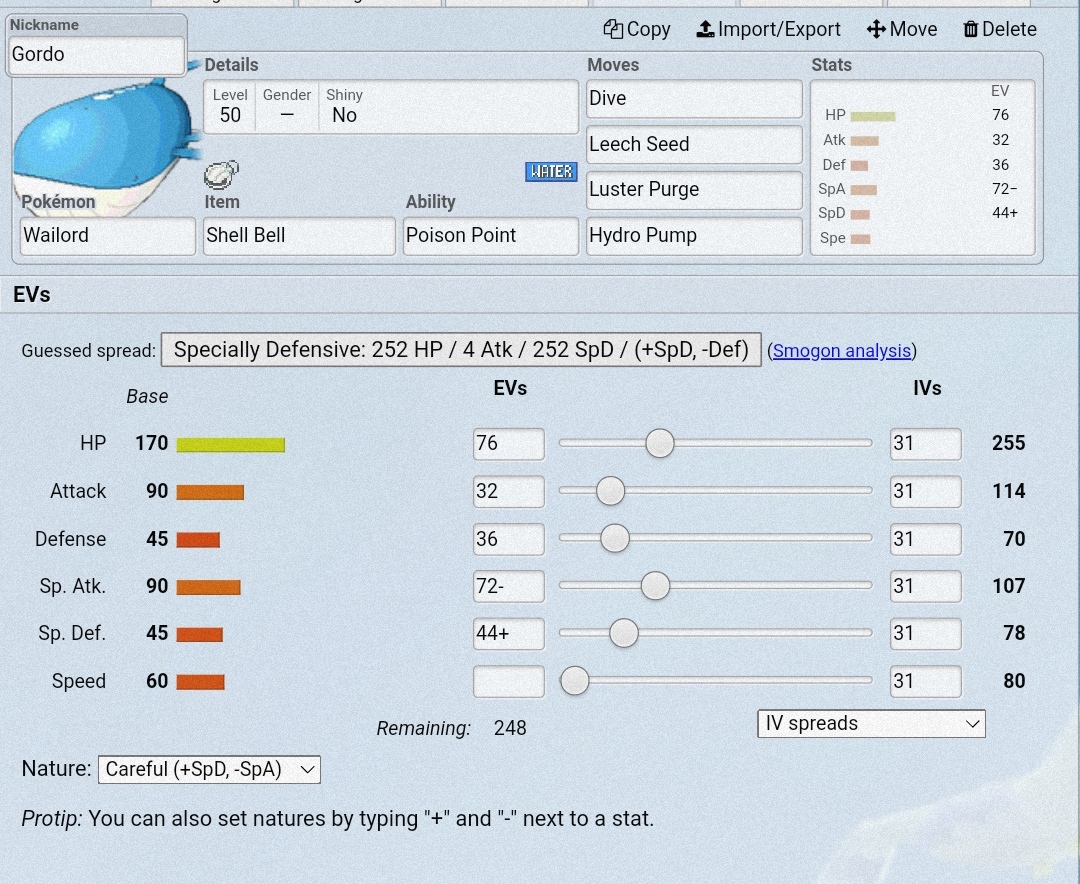 Nickname
Gordo
Copy Import/Export Move Delete
Details
Level Gender Shiny
50 – No
WATER
Pokémon Item Ability
Wailord Shell Bell Poison Point
Moves
Dive
Leech Seed
Luster Purge
Hydro Pump
Stats
EV
HP 76
Atk 32
Def 36
SpA 72−
SpD 44+
Spe
EVs
Guessed spread: Specially Defensive: 252 HP / 4 Atk / 252 SpD / (+SpD, -Def) (Smogon analysis)
Base EVs IVs
HP 170 76 31 255
Attack 90 32 31 114
Defense 45 36 31 70
Sp. Atk. 90 72- 31 107
Sp. Def. 45 44+ 31 78
Speed 60 31 80
Remaining: 248 IV spreads
Nature: Careful (+SpD, -SpA)
Protip: You can also set natures by typing "+" and "-" next to a stat.